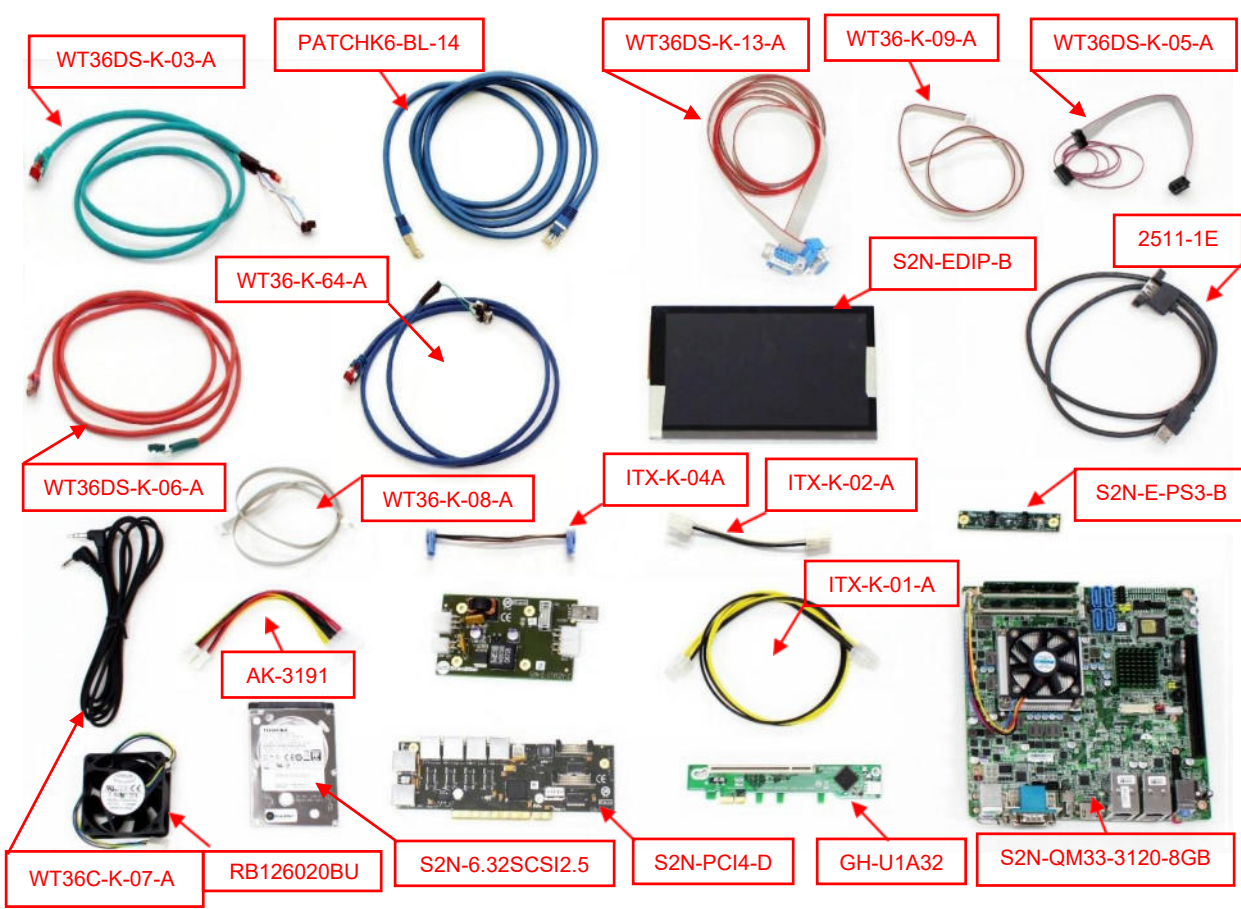 PATCHK6-BL-14
WT36DS-K-03-A
WT36DS-K-13-A
WT36-K-09-A
WT36DS-K-05-A
2511-1E
S2N-EDIP-B
WT36-K-64-A
WT36DS-K-06-A
WT36-K-08-A
ITX-K-04A
ITX-K-02-A
S2N-E-PS3-B
ITX-K-01-A
AK-3191
TOSHIBA
WT36C-K-07-A
RB126020BU
S2N-6.32SCSI2.5
S2N-PCI4-D
GH-U1A32
S2N-QM33-3120-8GB